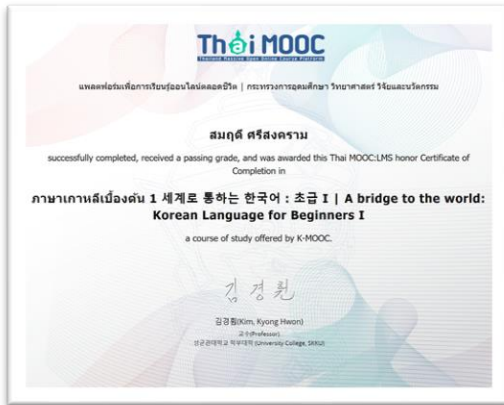 Thai MOOC
Thailand Massive Open Online Course Platform
แพลตฟอร์มเพื่อการเรียนรู้ออนไลน์ตลอดชีวิต | กระทรวงการอุดมศึกษา วิทยาศาสตร์ วิจัยและนวัตกรรม
สมฤดี ศรีสงคราม
successfully completed, received a passing grade, and was awarded this Thai MOOC:LMS honor Certificate of
Completion in
ภาษาเกาหลีเบื้องต้น 1 세계로 통하는 한국어 : 초급 I | A bridge to the world:
Korean Language for Beginners I
a course of study offered by K-MOOC.
김경훤
김경훤(Kim, Kyong Hwon)
교수(Professor)
성균관대학교 학부대학 (University College, SKKU)